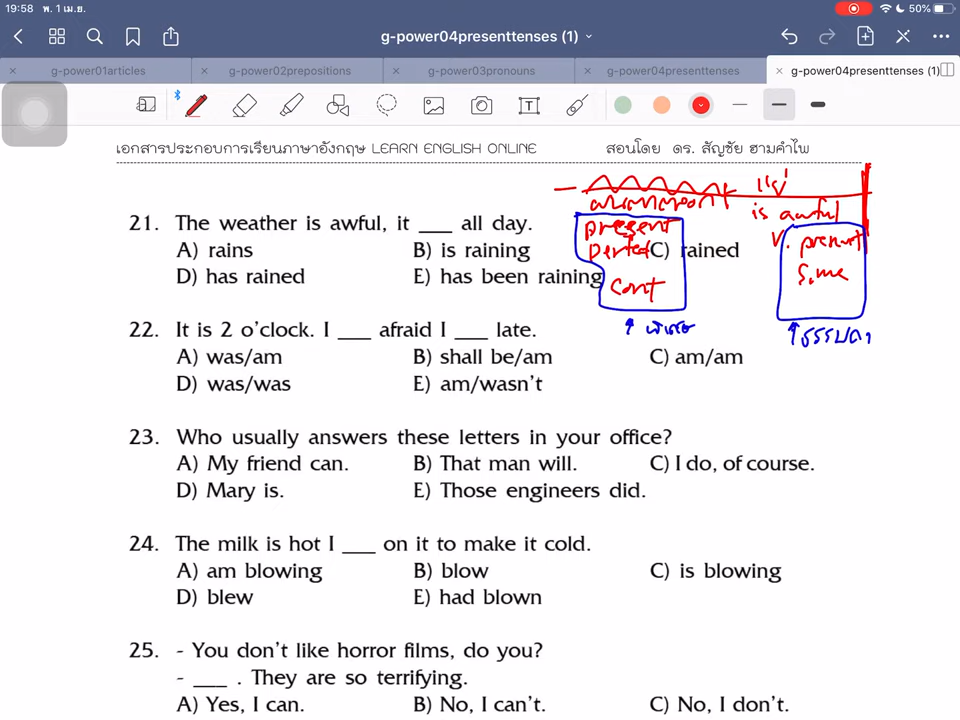 19:58 พ. 1 เม.ย. 50%
g-power04presenttenses (1)
g-power01articles g-power02prepositions g-power03pronouns g-power04presenttenses g-power04presenttenses (1)
เอกสารประกอบการเรียนภาษาอังกฤษ LEARN ENGLISH ONLINE สอนโดย ดร. สัญชัย ฮามคำไพ
is awful
21. The weather is awful, it ___ all day.
present
A) rains B) is raining C) rained
perfect
V. present
D) has rained E) has been raining
simple
cont
22. It is 2 o'clock. I ___ afraid I ___ late.
ธรรมดา
A) was/am B) shall be/am C) am/am
D) was/was E) am/wasn't
23. Who usually answers these letters in your office?
A) My friend can. B) That man will. C) I do, of course.
D) Mary is. E) Those engineers did.
24. The milk is hot I ___ on it to make it cold.
A) am blowing B) blow C) is blowing
D) blew E) had blown
25. - You don't like horror films, do you?
- ___ . They are so terrifying.
A) Yes, I can. B) No, I can't. C) No, I don't.